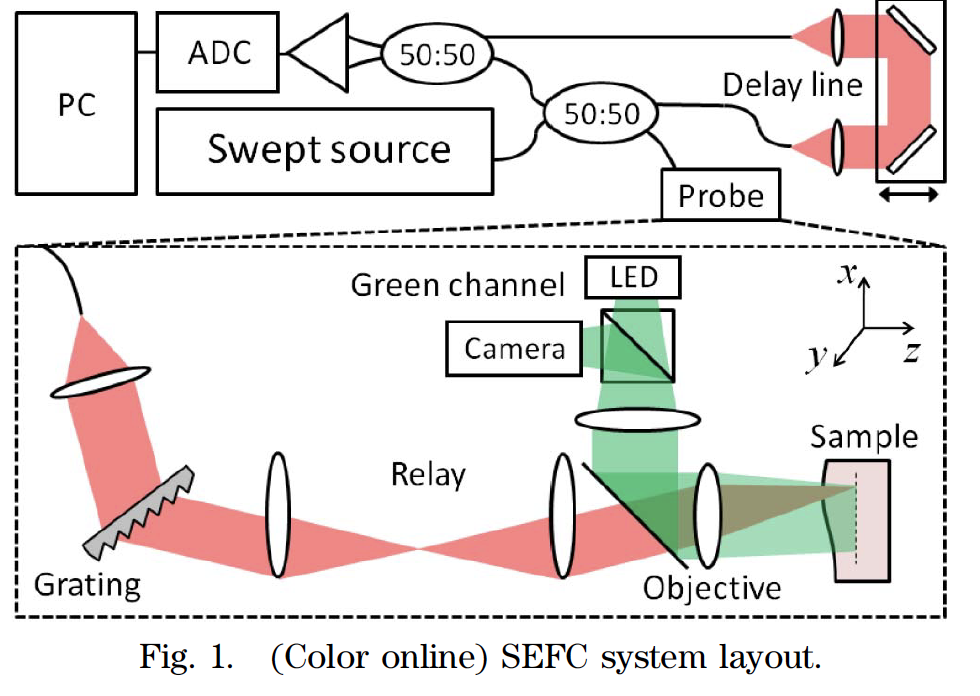 PC
ADC
50:50
50:50
Delay line
Swept source
Probe
Green channel
LED
Camera
x
y
z
Sample
Relay
Grating
Objective
Fig. 1. (Color online) SEFC system layout.